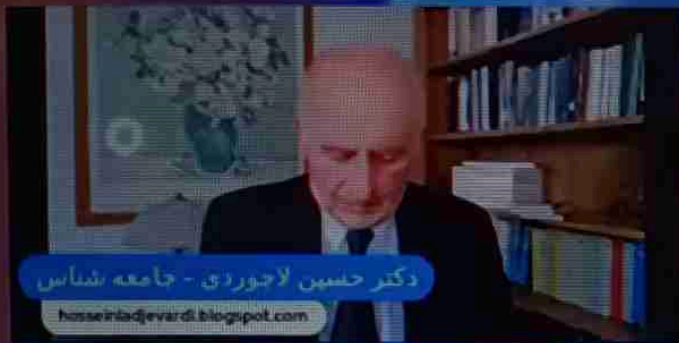 دکتر حسین لاجوردی - جامعه شناس
hosseinladjevardi.blogspot.com